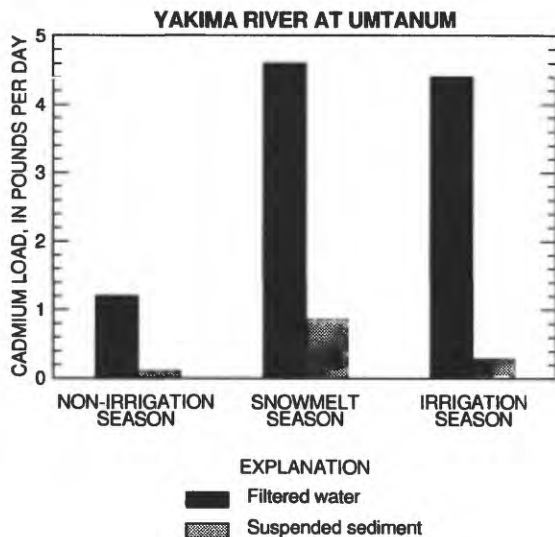 YAKIMA RIVER AT UMTANUM
CADMIUM LOAD, IN POUNDS PER DAY
5
4
3
2
1
0
NON-IRRIGATION SEASON
SNOWMELT SEASON
IRRIGATION SEASON
EXPLANATION
Filtered water
Suspended sediment